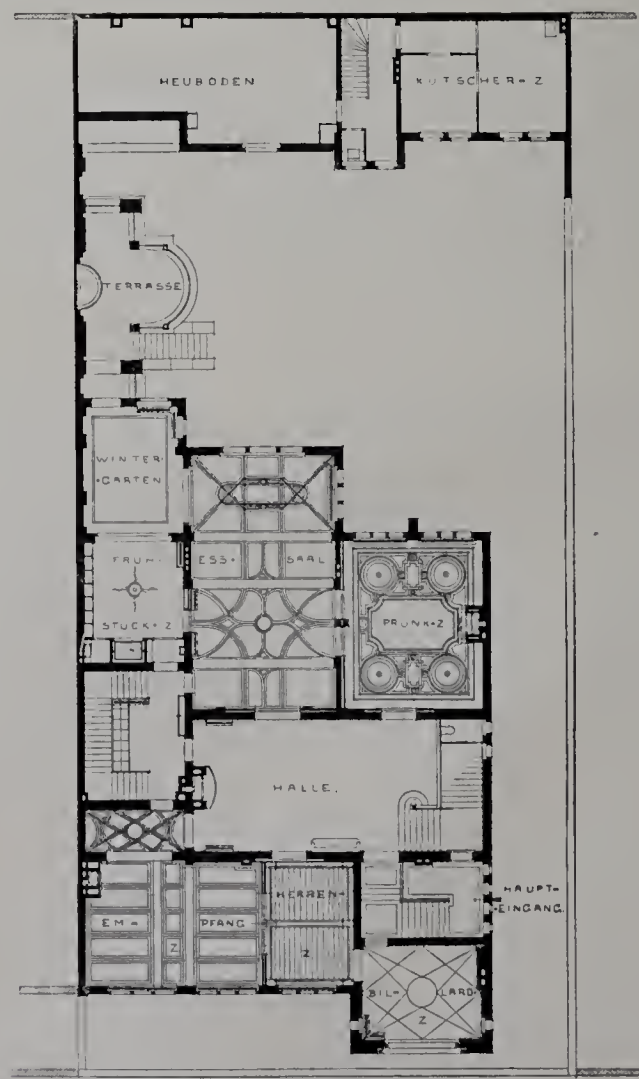 HEUBODEN
KUTSCHER=Z
TERRASSE
WINTER=
=GARTEN
FRÜH=
STÜCK=Z
ESS= SAAL
PRUNK=Z
HALLE.
HAUPT=
=EINGANG.
EM= PFANG
Z
HERREN=
Z
BIL= LARD=
Z